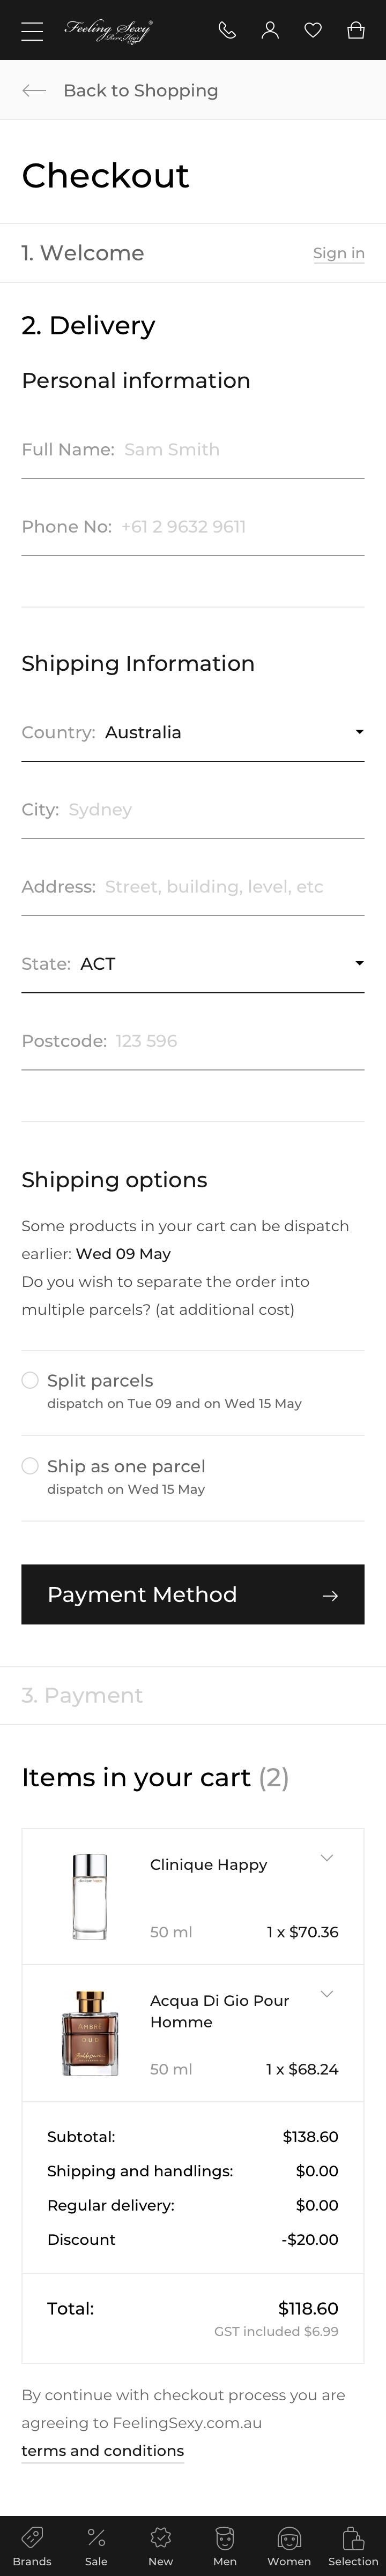 Feeling Sexy
Back to Shopping
Checkout
1. Welcome
Sign in
2. Delivery
Personal information
Full Name: Sam Smith
Phone No: +61 2 9632 9611
Shipping Information
Country: Australia
City: Sydney
Address: Street, building, level, etc
State: ACT
Postcode: 123 596
Shipping options
Some products in your cart can be dispatch
earlier: Wed 09 May
Do you wish to separate the order into
multiple parcels? (at additional cost)
Split parcels
dispatch on Tue 09 and on Wed 15 May
Ship as one parcel
dispatch on Wed 15 May
Payment Method
3. Payment
Items in your cart (2)
Clinique Happy
50 ml 1 x $70.36
Acqua Di Gio Pour
Homme
50 ml 1 x $68.24
Subtotal: $138.60
Shipping and handlings: $0.00
Regular delivery: $0.00
Discount -$20.00
Total: $118.60
GST included $6.99
By continue with checkout process you are
agreeing to FeelingSexy.com.au
terms and conditions
Brands Sale New Men Women Selection